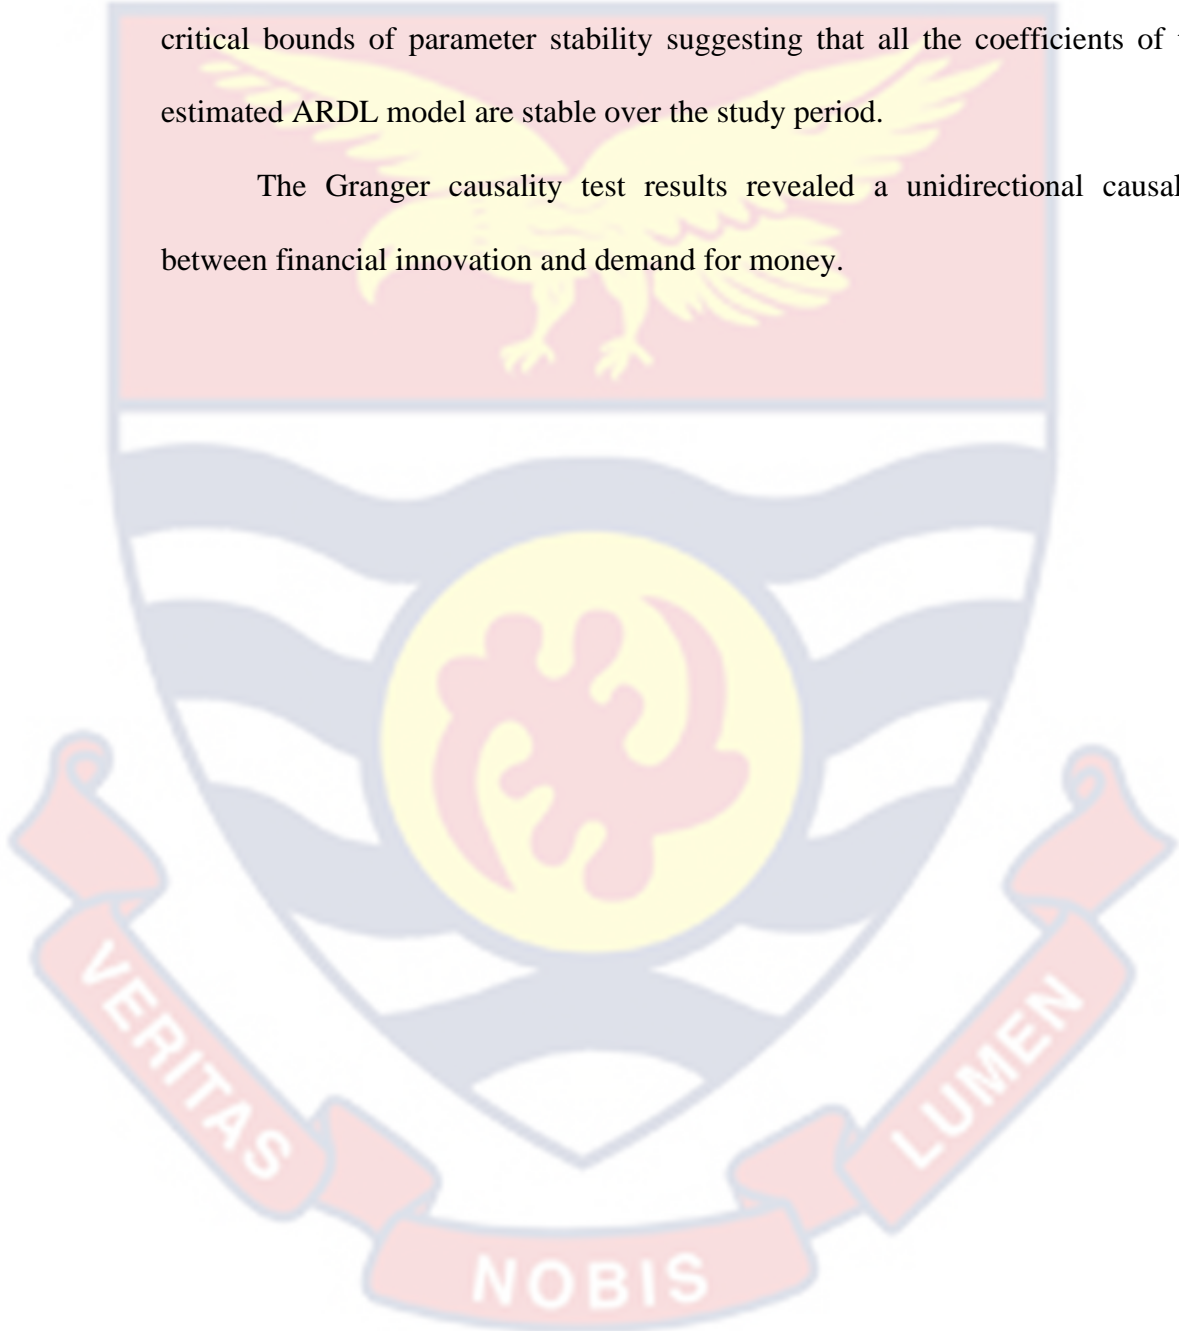 critical bounds of parameter stability suggesting that all the coefficients of
estimated ARDL model are stable over the study period.
The Granger causality test results revealed a unidirectional
between financial innovation and demand for money.
VERITAS
NOBIS
LUMEN